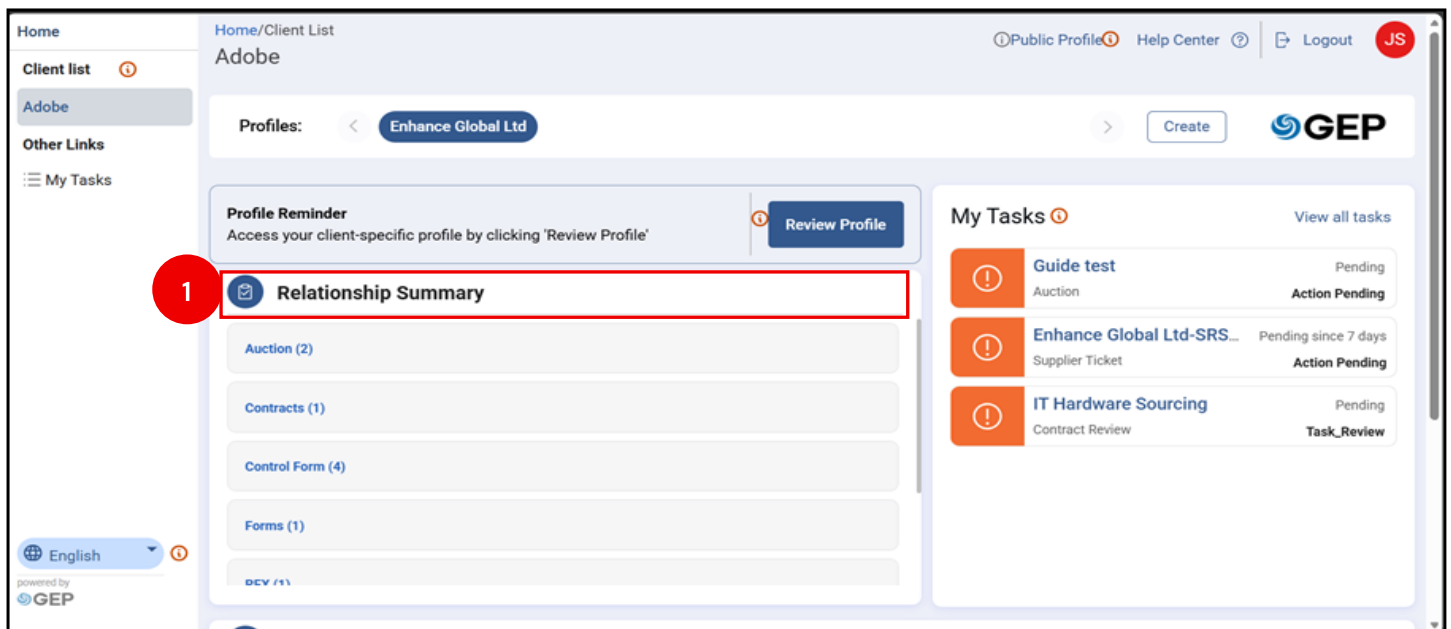 Home
Client list
Adobe
Other Links
My Tasks
English
powered by
GEP
Home/Client List
Adobe
Public Profile
Help Center
Logout
JS
Profiles:
Enhance Global Ltd
Create
GEP
Profile Reminder
Access your client-specific profile by clicking 'Review Profile'
Review Profile
1
Relationship Summary
Auction (2)
Contracts (1)
Control Form (4)
Forms (1)
RFX (1)
My Tasks
View all tasks
Guide test
Pending
Auction
Action Pending
Enhance Global Ltd-SRS...
Pending since 7 days
Supplier Ticket
Action Pending
IT Hardware Sourcing
Pending
Contract Review
Task_Review